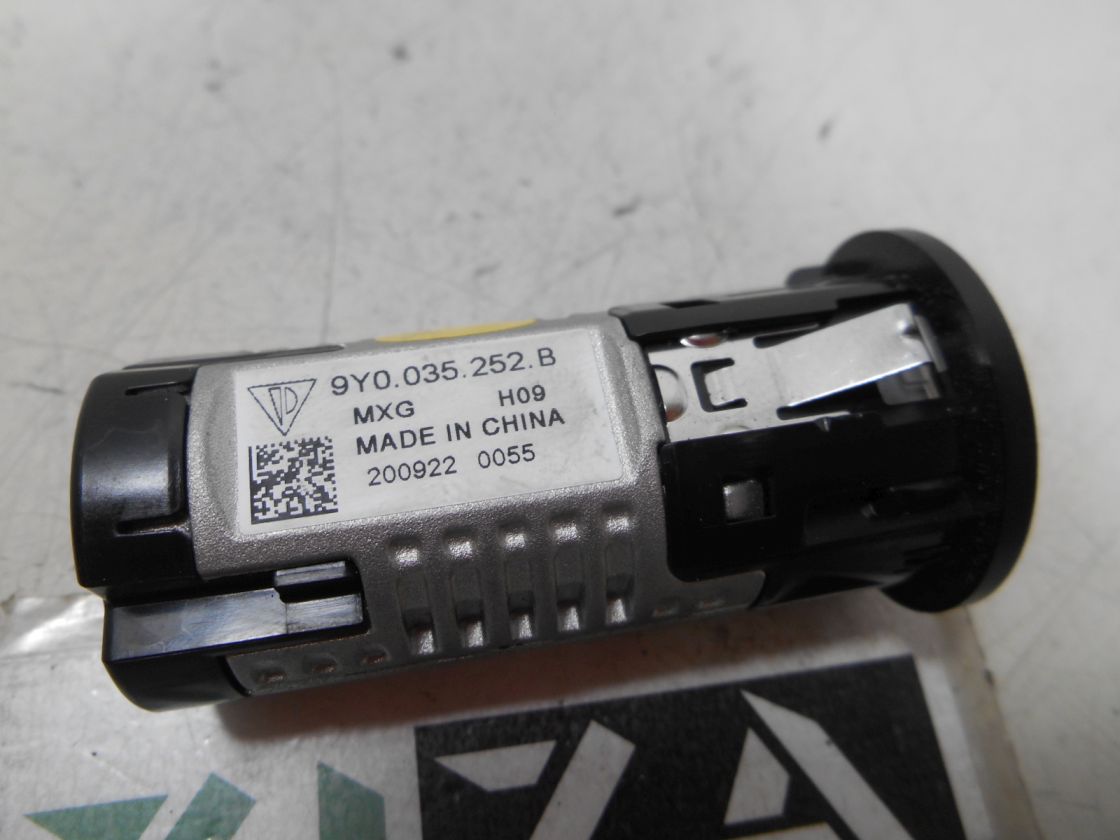 9Y0.035.252.B
MXG H09
MADE IN CHINA
200922 0055